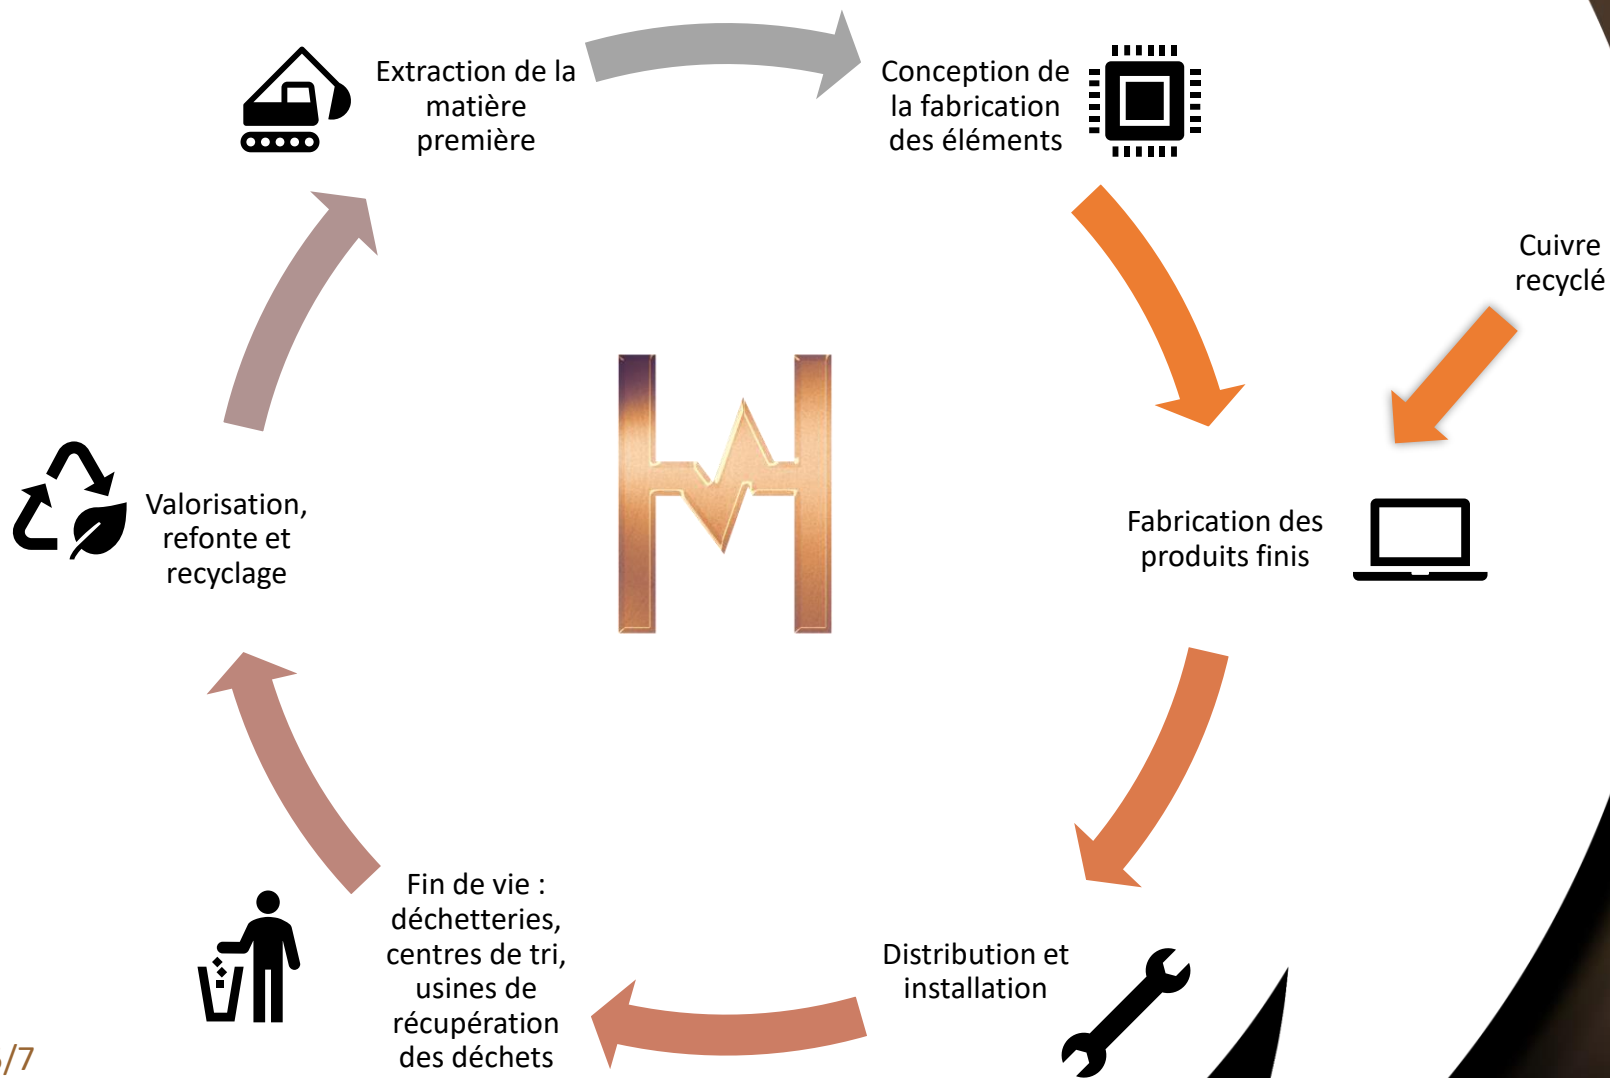 Extraction de la
matière
première
Conception de
la fabrication
des éléments
Cuivre
recyclé
Fabrication des
produits finis
Distribution et
installation
Fin de vie :
déchetteries,
centres de tri,
usines de
récupération
des déchets
Valorisation,
refonte et
recyclage
/7